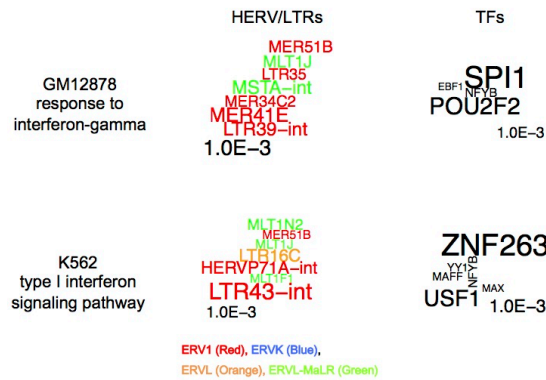 HERV/LTRs
TFs
GM12878
response to
interferon-gamma
MER51B
MLT1J
LTR35
MSTA-int
MER34C2
MER41E
LTR39-int
1.0E-3
SPI1
EBF1
NFYB
POU2F2
1.0E-3
K562
type I interferon
signaling pathway
MLT1N2
MER51B
MLT1J
LTR16C
HERVP71A-int
MLT1F1
LTR43-int
1.0E-3
ZNF263
YY1
MAFF
NFYB
USF1
MAX
1.0E-3
ERV1 (Red), ERVK (Blue),
ERVL (Orange), ERVL-MaLR (Green)